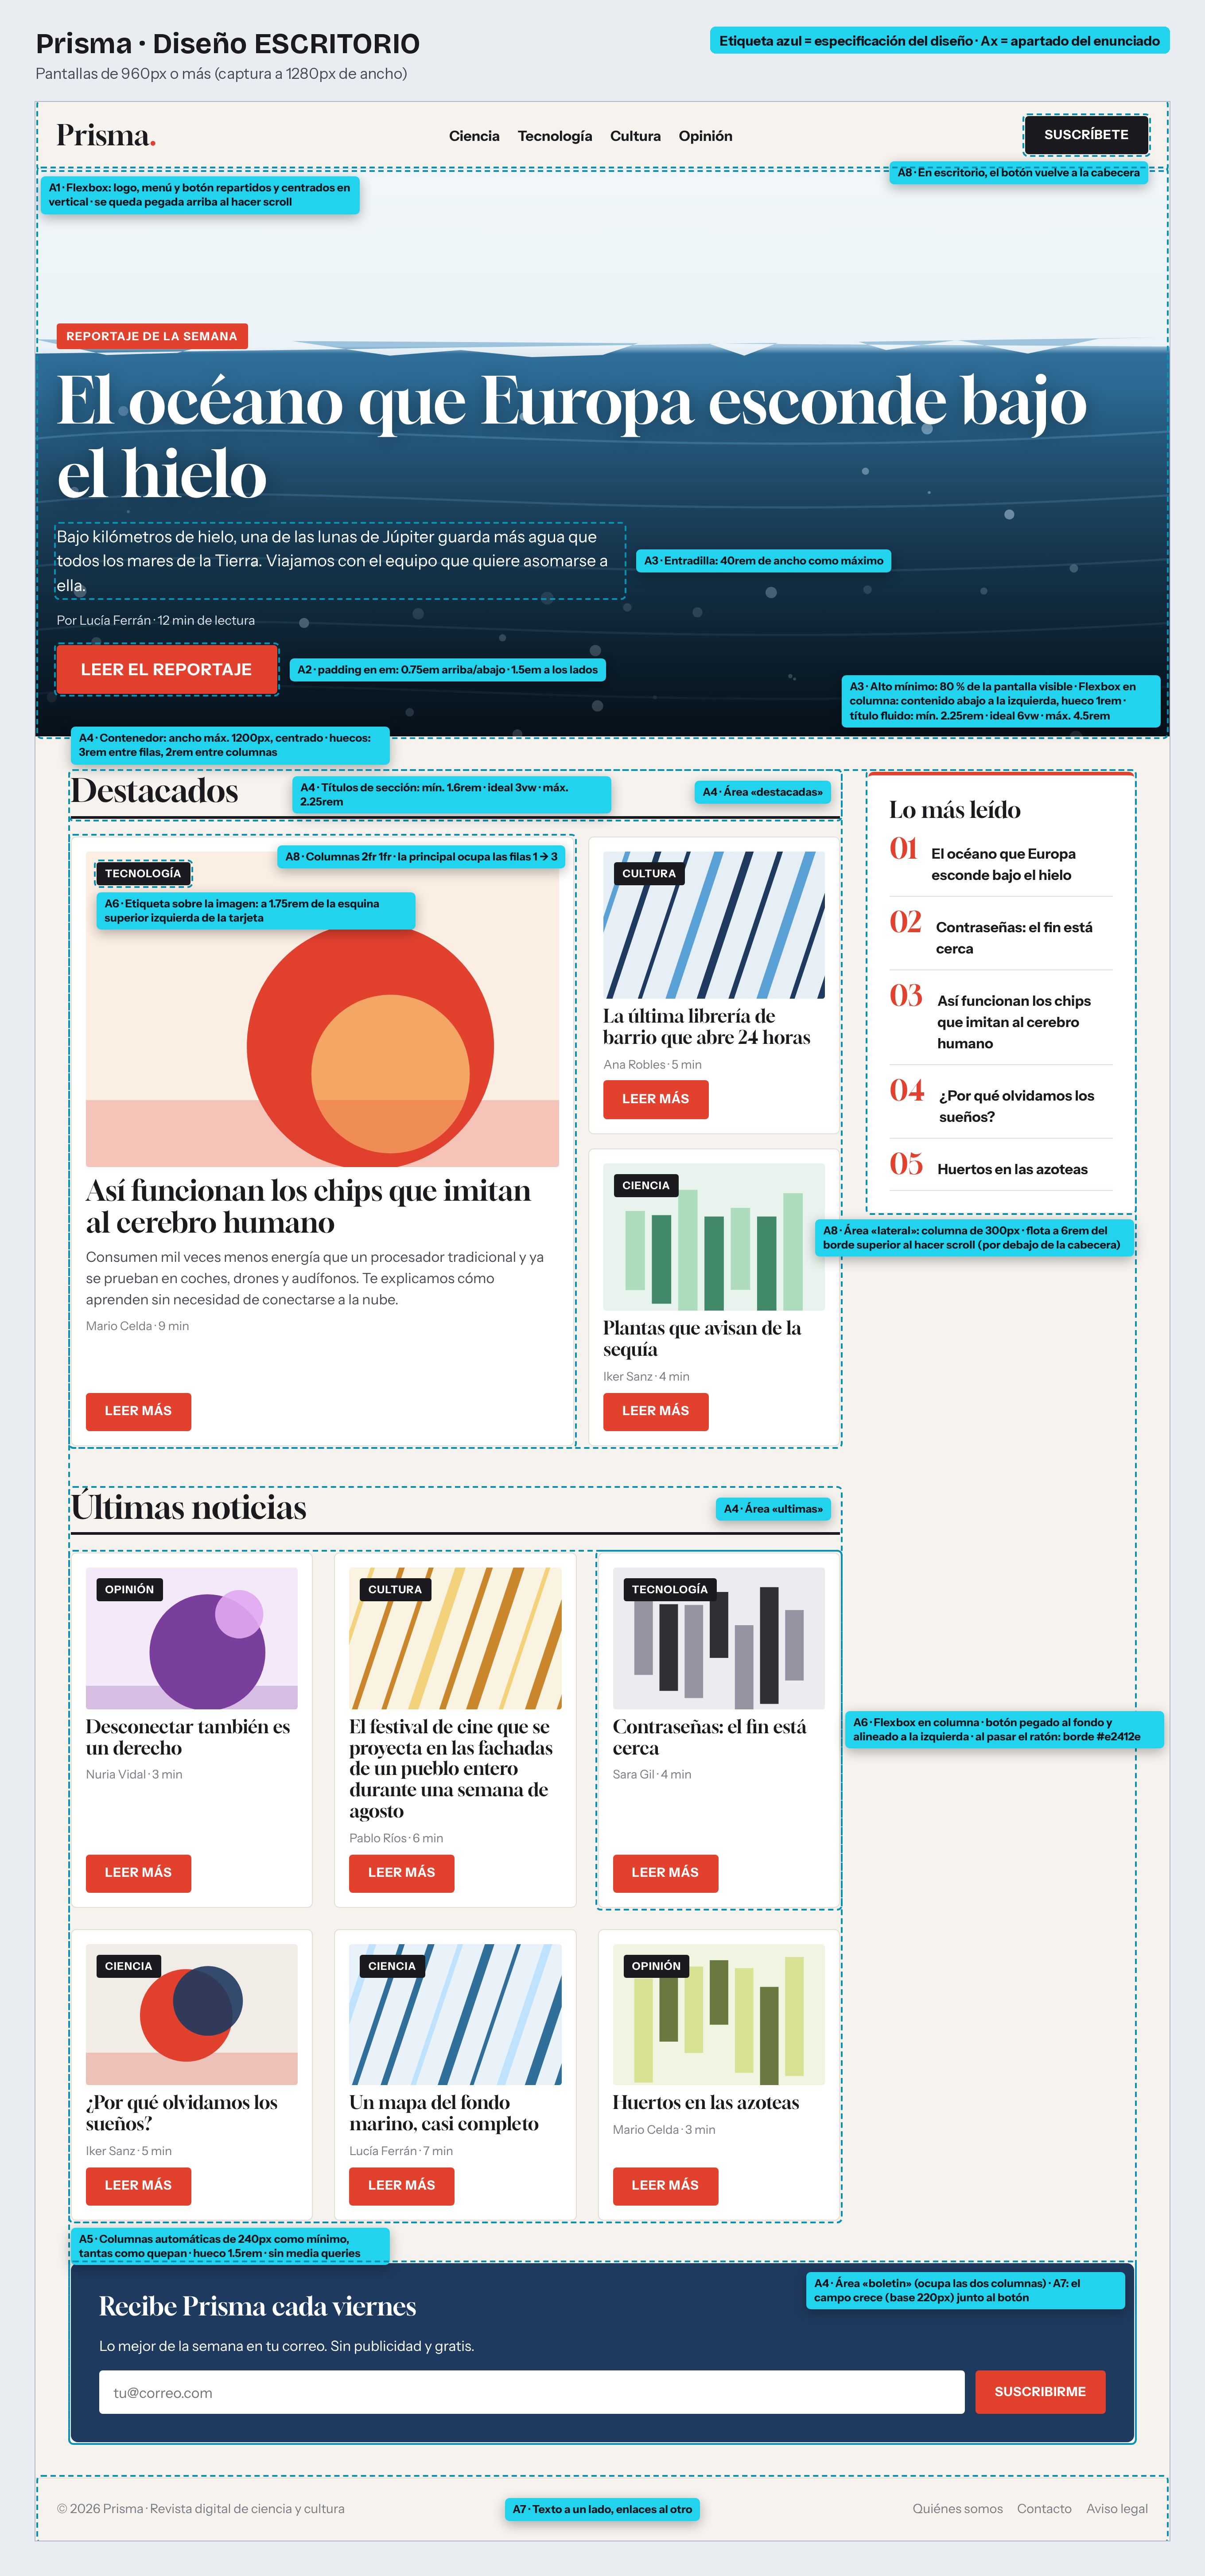 Prisma · Diseño ESCRITORIO
Pantallas de 960px o más (captura a 1280px de ancho)
Etiqueta azul = especificación del diseño · Ax = apartado del enunciado
Prisma.
Ciencia Tecnología Cultura Opinión
SUSCRÍBETE
A8 · En escritorio, el botón vuelve a la cabecera
A1 · Flexbox: logo, menú y botón repartidos y centrados en
vertical · se queda pegada arriba al hacer scroll
REPORTAJE DE LA SEMANA
El océano que Europa esconde bajo
el hielo
Bajo kilómetros de hielo, una de las lunas de Júpiter guarda más agua que
todos los mares de la Tierra. Viajamos con el equipo que quiere asomarse a
ella.
A3 · Entradilla: 40rem de ancho como máximo
Por Lucía Ferrán · 12 min de lectura
LEER EL REPORTAJE
A2 · padding en em: 0.75em arriba/abajo · 1.5em a los lados
A3 · Alto mínimo: 80 % de la pantalla visible · Flexbox en
columna: contenido abajo a la izquierda, hueco 1rem ·
título fluido: mín. 2.25rem · ideal 6vw · máx. 4.5rem
A4 · Contenedor: ancho máx. 1200px, centrado · huecos:
3rem entre filas, 2rem entre columnas
Destacados
A4 · Títulos de sección: mín. 1.6rem · ideal 3vw · máx.
2.25rem
A4 · Área «destacadas»
A8 · Columnas 2fr 1fr · la principal ocupa las filas 1 → 3
TECNOLOGÍA
A6 · Etiqueta sobre la imagen: a 1.75rem de la esquina
superior izquierda de la tarjeta
Así funcionan los chips que imitan
al cerebro humano
Consumen mil veces menos energía que un procesador tradicional y ya
se prueban en coches, drones y audífonos. Te explicamos cómo
aprenden sin necesidad de conectarse a la nube.
Mario Celda · 9 min
LEER MÁS
CULTURA
La última librería de
barrio que abre 24 horas
Ana Robles · 5 min
LEER MÁS
CIENCIA
Plantas que avisan de la
sequía
Iker Sanz · 4 min
LEER MÁS
Lo más leído
01 El océano que Europa
esconde bajo el hielo
02 Contraseñas: el fin está
cerca
03 Así funcionan los chips
que imitan al cerebro
humano
04 ¿Por qué olvidamos los
sueños?
05 Huertos en las azoteas
A8 · Área «lateral»: columna de 300px · flota a 6rem del
borde superior al hacer scroll (por debajo de la cabecera)
Últimas noticias
A4 · Área «ultimas»
OPINIÓN
Desconectar también es
un derecho
Nuria Vidal · 3 min
LEER MÁS
CULTURA
El festival de cine que se
proyecta en las fachadas
de un pueblo entero
durante una semana de
agosto
Pablo Ríos · 6 min
LEER MÁS
TECNOLOGÍA
Contraseñas: el fin está
cerca
Sara Gil · 4 min
LEER MÁS
A6 · Flexbox en columna · botón pegado al fondo y
alineado a la izquierda · al pasar el ratón: borde #e2412e
CIENCIA
¿Por qué olvidamos los
sueños?
Iker Sanz · 5 min
LEER MÁS
CIENCIA
Un mapa del fondo
marino, casi completo
Lucía Ferrán · 7 min
LEER MÁS
OPINIÓN
Huertos en las azoteas
Mario Celda · 3 min
LEER MÁS
A5 · Columnas automáticas de 240px como mínimo,
tantas como quepan · hueco 1.5rem · sin media queries
A4 · Área «boletin» (ocupa las dos columnas) · A7: el
campo crece (base 220px) junto al botón
Recibe Prisma cada viernes
Lo mejor de la semana en tu correo. Sin publicidad y gratis.
tu@correo.com
SUSCRIBIRME
© 2026 Prisma · Revista digital de ciencia y cultura
A7 · Texto a un lado, enlaces al otro
Quiénes somos Contacto Aviso legal